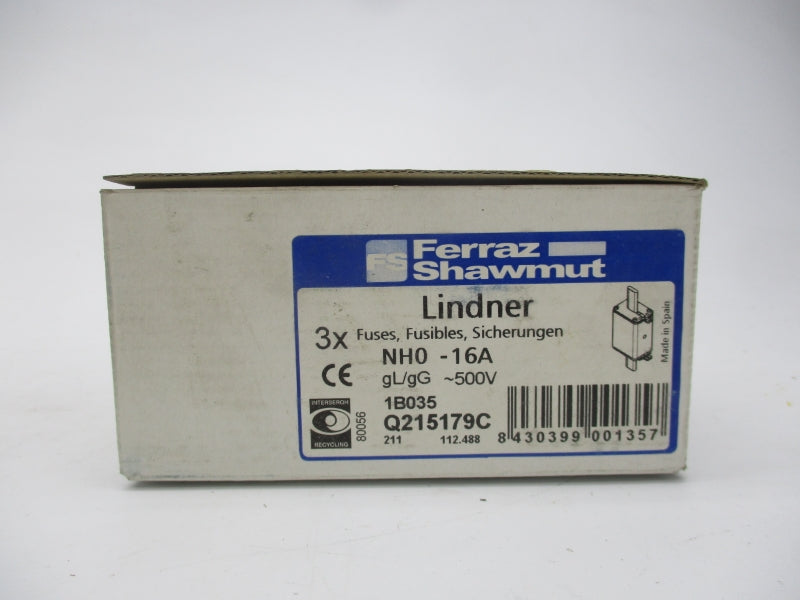 FS Ferraz
Shawmut
Lindner
3x Fuses, Fusibles, Sicherungen
NH0 -16A
CE gL/gG ~500V
Made in Spain
INTERSEROH
RECYCLING
80056
1B035
Q215179C
211 112.488
8 430399 001357